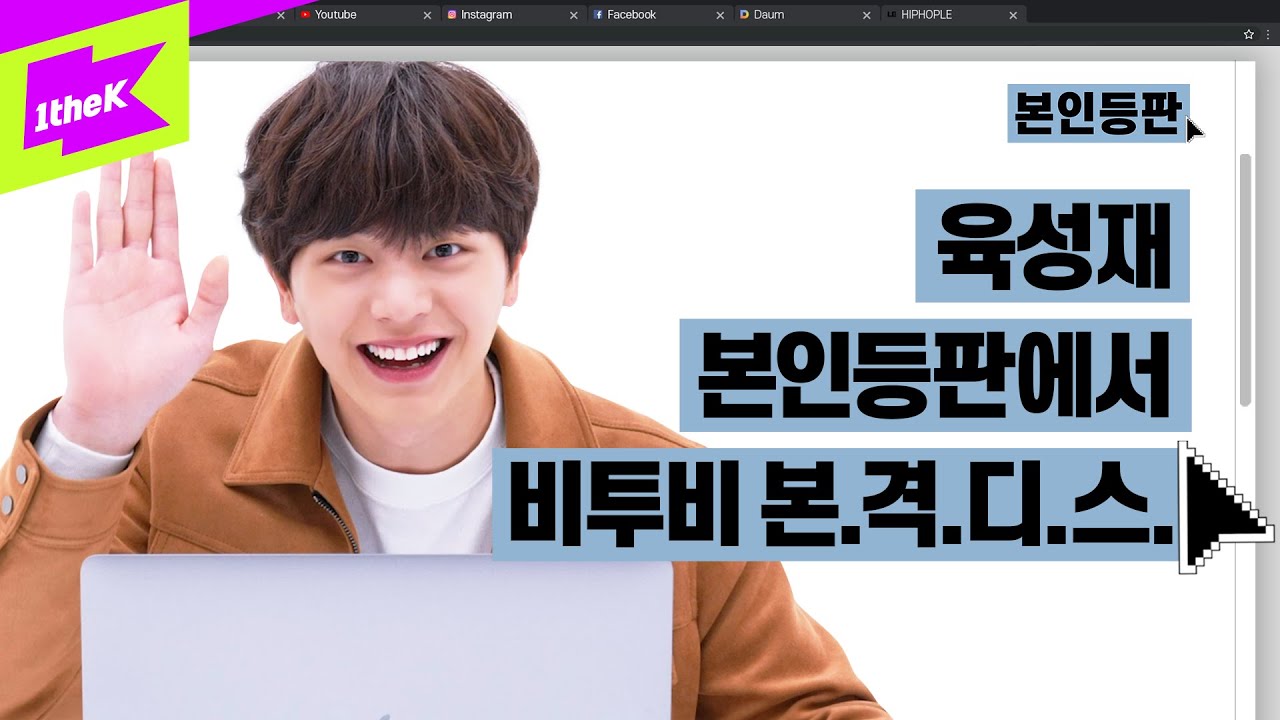 Youtube
Instagram
Facebook
Daum
HIPHOPLE
1theK
본인등판
육성재
본인등판에서
비투비 본.격.디.스.